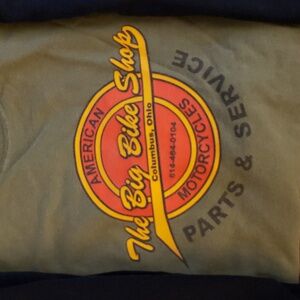 AMERICAN
The Big Bike Shop
Columbus, Ohio
614-464-0104
MOTORCYCLES
PARTS & SERVICE